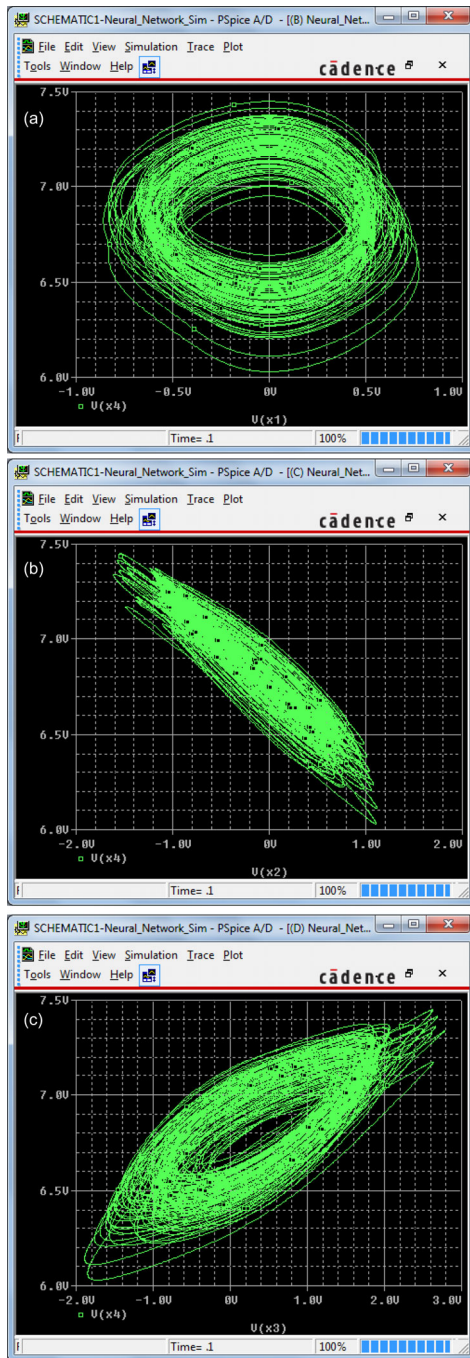 SCHEMATIC1-Neural_Network_Sim - PSpice A/D - [(B) Neural_Net...
File Edit View Simulation Trace Plot
Tools Window Help
cādence
(a)
7.5V
7.0V
6.5V
6.0V
-1.0V -0.5V 0V 0.5V 1.0V
V(x4)
V(x1)
Time= .1 100%
SCHEMATIC1-Neural_Network_Sim - PSpice A/D - [(C) Neural_Net...
File Edit View Simulation Trace Plot
Tools Window Help
cādence
7.5V
(b)
7.0V
6.5V
6.0V
-2.0V -1.0V 0V 1.0V 2.0V
V(x4)
V(x2)
Time= .1 100%
SCHEMATIC1-Neural_Network_Sim - PSpice A/D - [(D) Neural_Net...
File Edit View Simulation Trace Plot
Tools Window Help
cādence
7.5V
(c)
7.0V
6.5V
6.0V
-2.0V -1.0V 0V 1.0V 2.0V 3.0V
V(x4)
V(x3)
Time= .1 100%